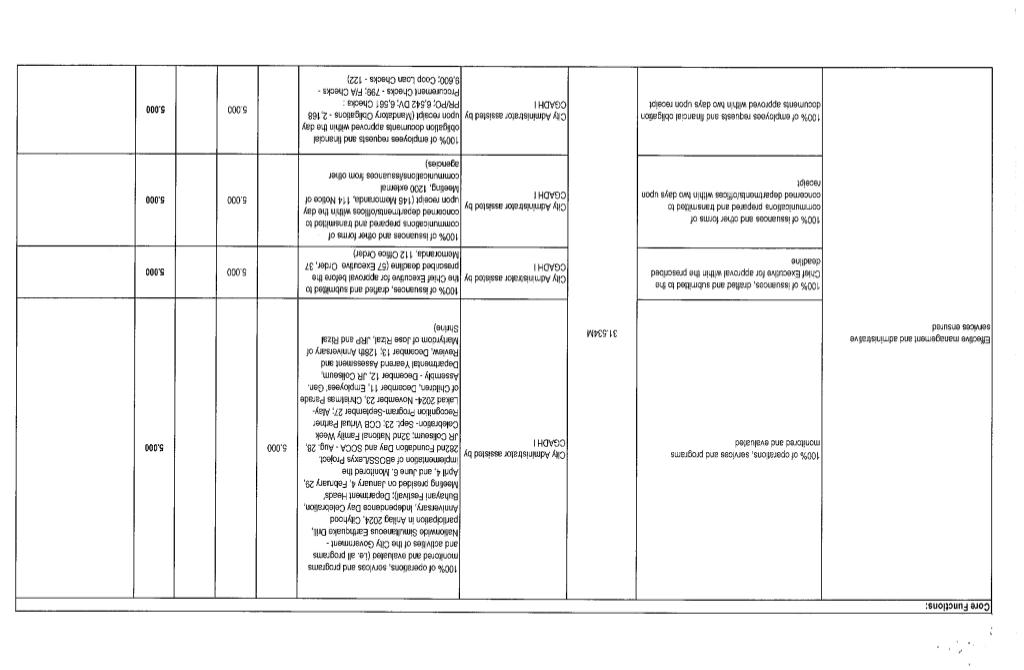 Core Functions:
Effective management and administrative
services ensured
100% of operations, services and programs
monitored and evaluated
31.534M
City Administrator assisted by
CGADH I
100% of operations, services and programs
monitored and evaluated (i.e. all programs
and activities of the City Government -
Nationwide Simultaneous Earthquake Drill,
participation in Anilag 2024, Cityhood
Anniversary, Independence Day Celebration,
Buhayani Festival); Department Heads'
Meeting presided on January 4, February 29,
April 4, and June 6. Monitored the
implementation of eBOSS/Laxys Project.
282nd Foundation Day and SOCA - Aug. 28,
JR Coliseum; 32nd National Family Week
Celebration- Sept. 23; CCB Virtual Partner
Recognition Program-September 27; Alay-
Lakad 2024- November 23, Christmas Parade
of Children, December 11, Employees' Gen.
Assembly - December 12, JR Coliseum,
Departmental Yearend Assessment and
Review, December 13; 128th Anniversary of
Martyrdom of Jose Rizal, JRP and Rizal
Shrine)
5.000
5.000
100% of issuances, drafted and submitted to the
Chief Executive for approval within the prescribed
deadline
City Administrator assisted by
CGADH I
100% of issuances, drafted and submitted to
the Chief Executive for approval before the
prescribed deadline (57 Executive Order, 37
Memoranda, 112 Office Order)
5.000
5.000
100% of issuances and other forms of
communications prepared and transmitted to
concerned departments/offices within two days upon
receipt
City Administrator assisted by
CGADH I
100% of issuances and other forms of
communications prepared and transmitted to
concerned departments/offices within the day
upon receipt (146 Memoranda, 114 Notice of
Meeting, 1200 external
communications/issuances from other
agencies)
5.000
5.000
100% of employees requests and financial obligation
documents approved within two days upon receipt
City Administrator assisted by
CGADH I
100% of employees requests and financial
obligation documents approved within the day
upon receipt (Mandatory Obligations - 2,168
PR/PO; 6,542 DV; 6,561 Checks :
Procurement Checks - 799; F/A Checks -
9,600; Coop Loan Checks - 122)
5.000
5.000